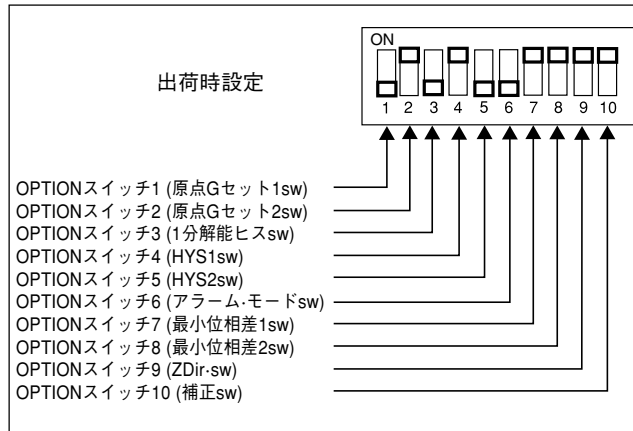 ON
出荷時設定
1 2 3 4 5 6 7 8 9 10
OPTIONスイッチ1 (原点Gセット1sw)
OPTIONスイッチ2 (原点Gセット2sw)
OPTIONスイッチ3 (1分解能ヒスsw)
OPTIONスイッチ4 (HYS1sw)
OPTIONスイッチ5 (HYS2sw)
OPTIONスイッチ6 (アラーム·モードsw)
OPTIONスイッチ7 (最小位相差1sw)
OPTIONスイッチ8 (最小位相差2sw)
OPTIONスイッチ9 (ZDir·sw)
OPTIONスイッチ10 (補正sw)